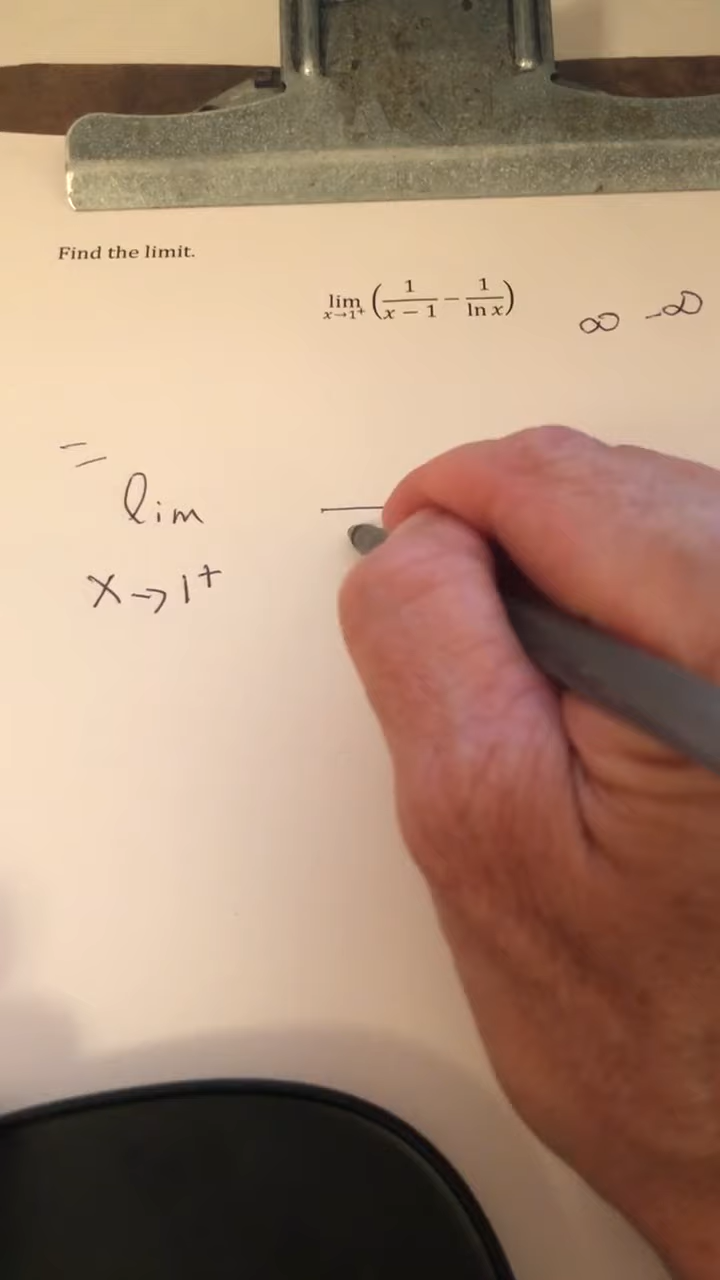 Find the limit.
lim x→1⁺ (1/(x − 1) − 1/ln x) ∞ -∞
= lim
x→1⁺